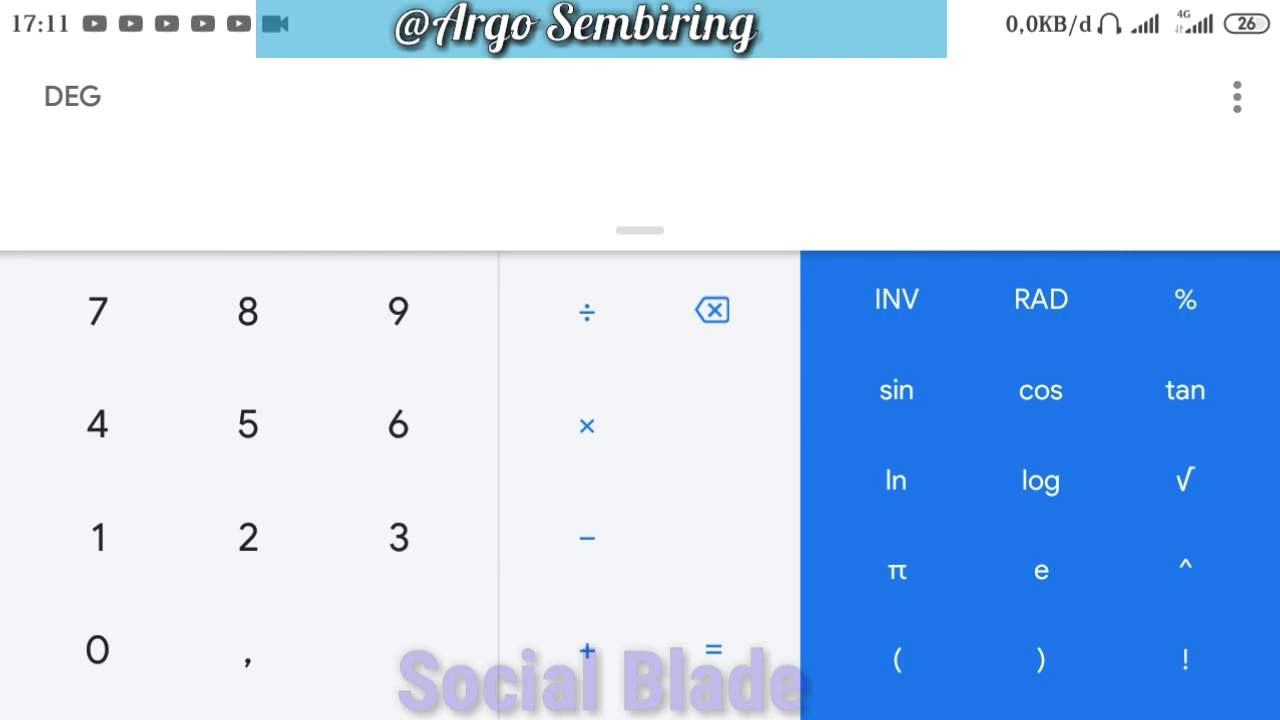 17:11 @Argo Sembiring 0,0KB/d 4G 26
DEG
7 8 9 ÷ INV RAD %
sin cos tan
4 5 6 ×
ln log √
1 2 3 −
π e ^
0 , + = ( ) !
Social Blade